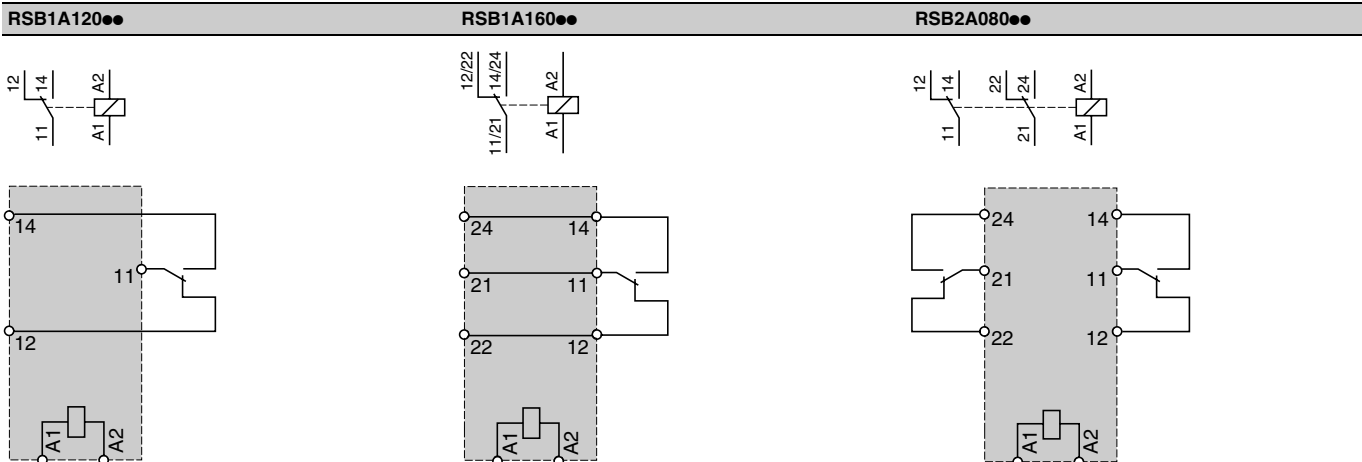 RSB1A120●● RSB1A160●● RSB2A080●●
12 14 A2
11 A1
12/22 14/24 A2
11/21 A1
12 14 22 24 A2
11 21 A1
14
11
12
A1 A2
24 14
21 11
22 12
A1 A2
24 14
21 11
22 12
A1 A2